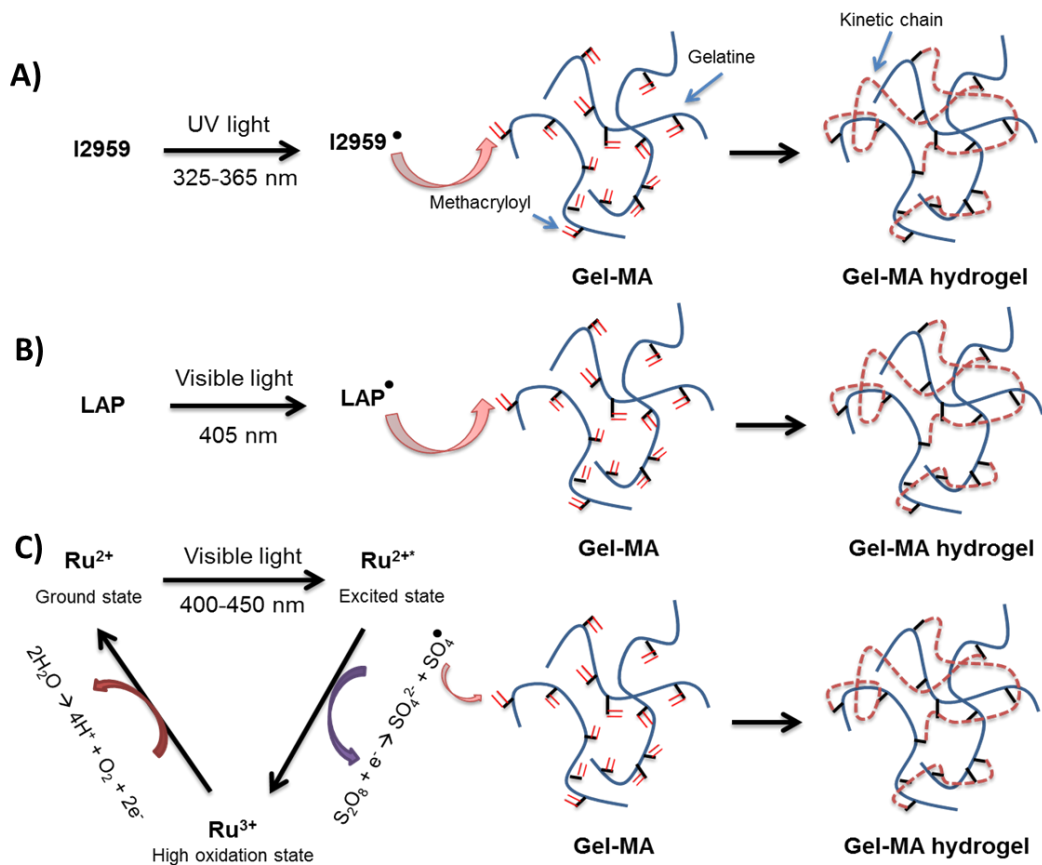 A)
I2959
UV light
325-365 nm
I2959•
Methacryloyl
Gelatine
Gel-MA
Kinetic chain
Gel-MA hydrogel
B)
LAP
Visible light
405 nm
LAP•
Gel-MA
Gel-MA hydrogel
C)
Ru²⁺
Ground state
Visible light
400-450 nm
Ru²⁺*
Excited state
2H₂O → 4H⁺ + O₂ + 2e⁻
S₂O₈ + e⁻ → SO₄²⁻ + SO₄•
Ru³⁺
High oxidation state
Gel-MA
Gel-MA hydrogel